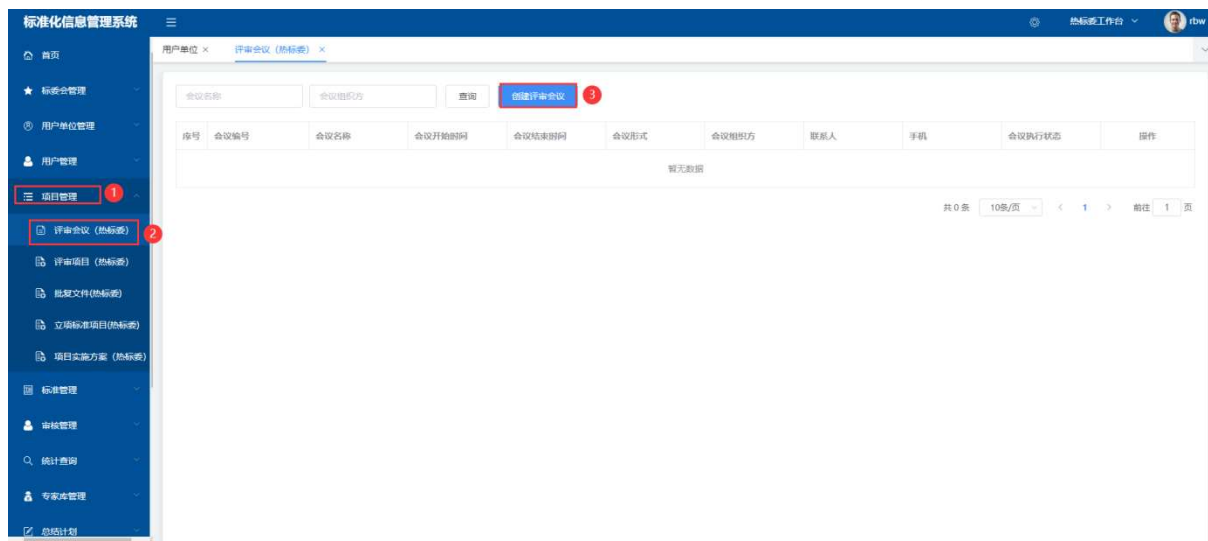 标准化信息管理系统
热标委工作台
rbw
首页
用户单位 ×
评审会议（热标委） ×
标委会管理
会议名称
会议组织方
查询
创建评审会议
3
用户单位管理
序号
会议编号
会议名称
会议开始时间
会议结束时间
会议形式
会议组织方
联系人
手机
会议执行状态
操作
用户管理
暂无数据
项目管理
1
共 0 条
10条/页
< 1 >
前往 1 页
评审会议（热标委）
2
评审项目（热标委）
批复文件(热标委)
立项标准项目(热标委)
项目实施方案（热标委）
标准管理
审核管理
统计查询
专家库管理
总结计划